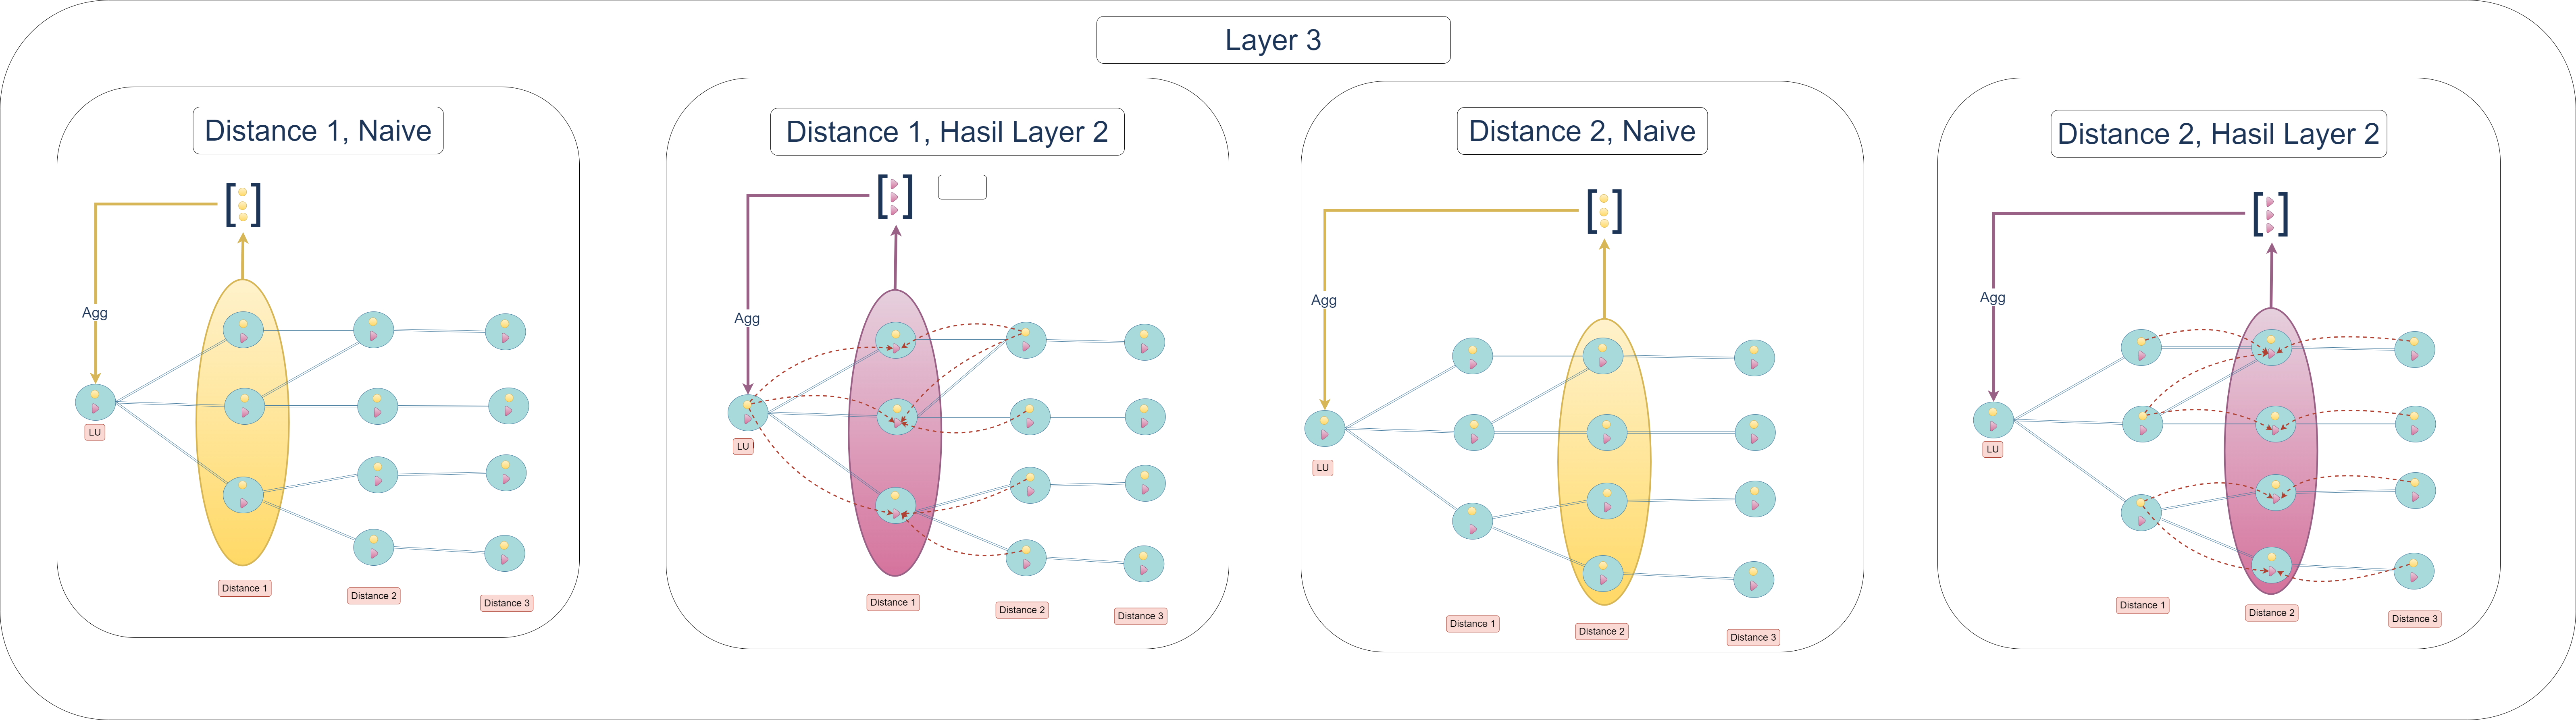 Layer 3
Distance 1, Naive
Agg
LU
Distance 1
Distance 2
Distance 3
Distance 1, Hasil Layer 2
Agg
LU
Distance 1
Distance 2
Distance 3
Distance 2, Naive
Agg
LU
Distance 1
Distance 2
Distance 3
Distance 2, Hasil Layer 2
Agg
LU
Distance 1
Distance 2
Distance 3